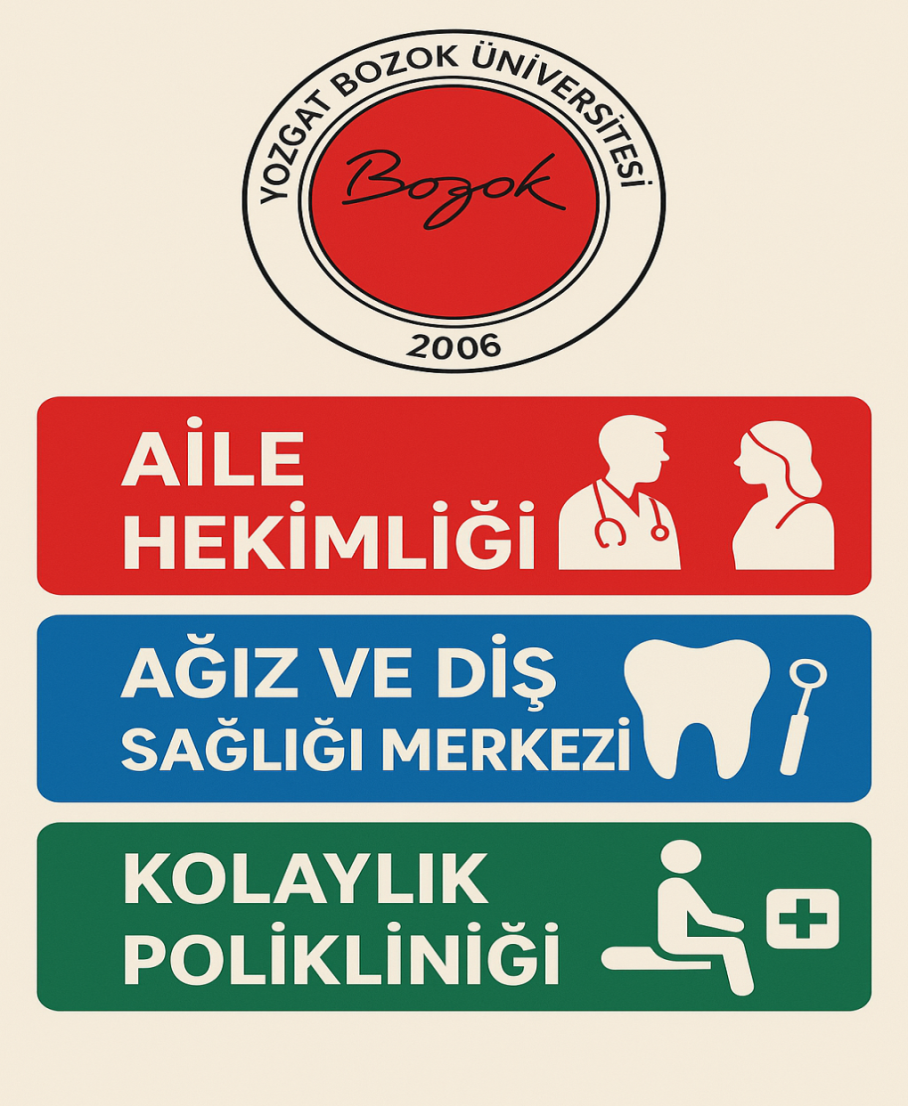 YOZGAT BOZOK ÜNİVERSİTESİ
Bozok
2006
AİLE
HEKİMLİĞİ
AĞIZ VE DİŞ
SAĞLIĞI MERKEZİ
KOLAYLIK
POLİKLİNİĞİ